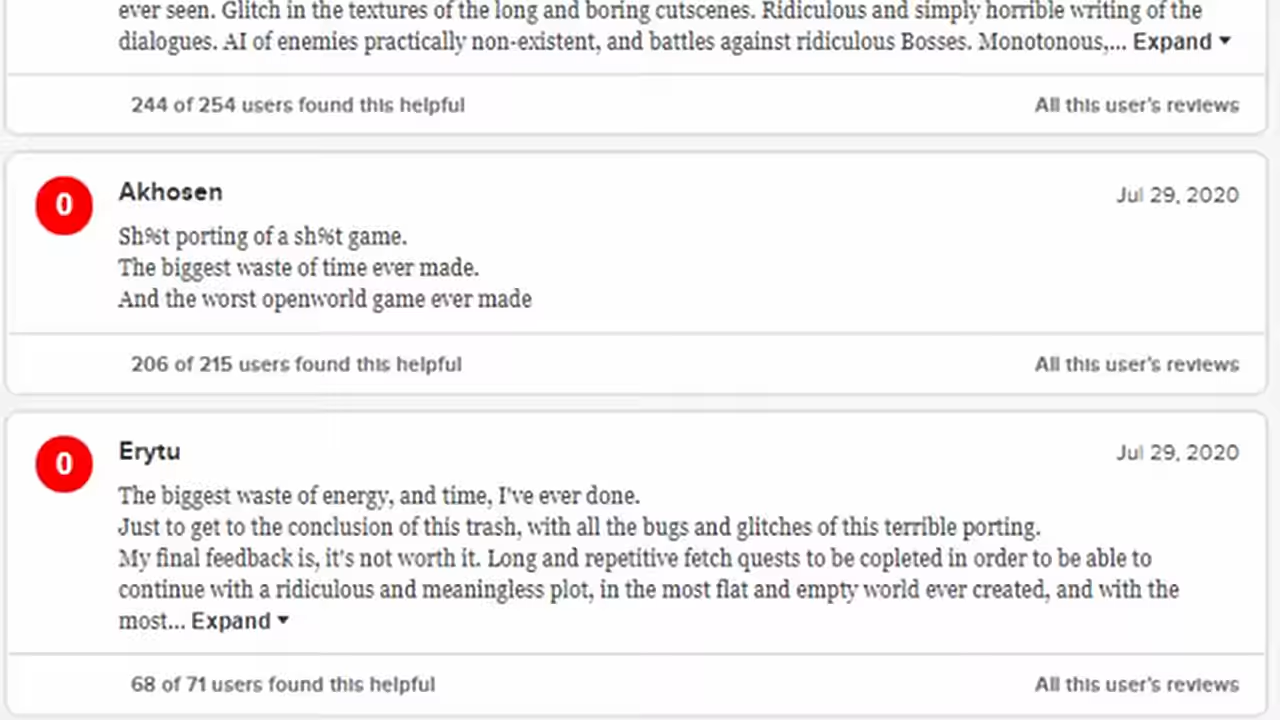 ever seen. Glitch in the textures of the long and boring cutscenes. Ridiculous and simply horrible writing of the
dialogues. AI of enemies practically non-existent, and battles against ridiculous Bosses. Monotonous,... Expand
244 of 254 users found this helpful All this user's reviews
0 Akhosen Jul 29, 2020
Sh%t porting of a sh%t game.
The biggest waste of time ever made.
And the worst openworld game ever made
206 of 215 users found this helpful All this user's reviews
0 Erytu Jul 29, 2020
The biggest waste of energy, and time, I've ever done.
Just to get to the conclusion of this trash, with all the bugs and glitches of this terrible porting.
My final feedback is, it's not worth it. Long and repetitive fetch quests to be copleted in order to be able to
continue with a ridiculous and meaningless plot, in the most flat and empty world ever created, and with the
most... Expand
68 of 71 users found this helpful All this user's reviews